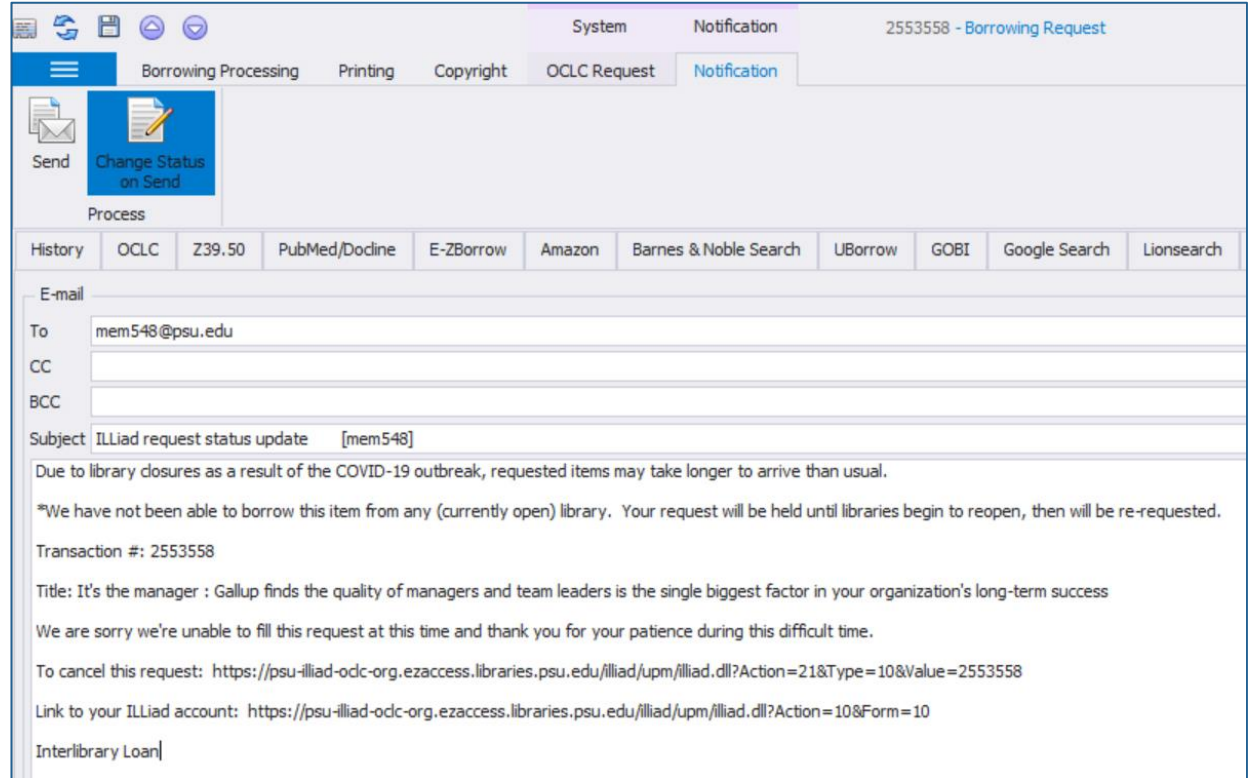 System Notification 2553558 - Borrowing Request
Borrowing Processing Printing Copyright OCLC Request Notification
Send Change Status on Send
Process
History OCLC Z39.50 PubMed/Docline E-ZBorrow Amazon Barnes & Noble Search UBorrow GOBI Google Search Lionsearch
E-mail
To mem548@psu.edu
CC
BCC
Subject ILLiad request status update [mem548]
Due to library closures as a result of the COVID-19 outbreak, requested items may take longer to arrive than usual.
*We have not been able to borrow this item from any (currently open) library. Your request will be held until libraries begin to reopen, then will be re-requested.
Transaction #: 2553558
Title: It's the manager : Gallup finds the quality of managers and team leaders is the single biggest factor in your organization's long-term success
We are sorry we're unable to fill this request at this time and thank you for your patience during this difficult time.
To cancel this request: https://psu-illiad-oclc-org.ezaccess.libraries.psu.edu/illiad/upm/illiad.dll?Action=21&Type=10&Value=2553558
Link to your ILLiad account: https://psu-illiad-oclc-org.ezaccess.libraries.psu.edu/illiad/upm/illiad.dll?Action=10&Form=10
Interlibrary Loan